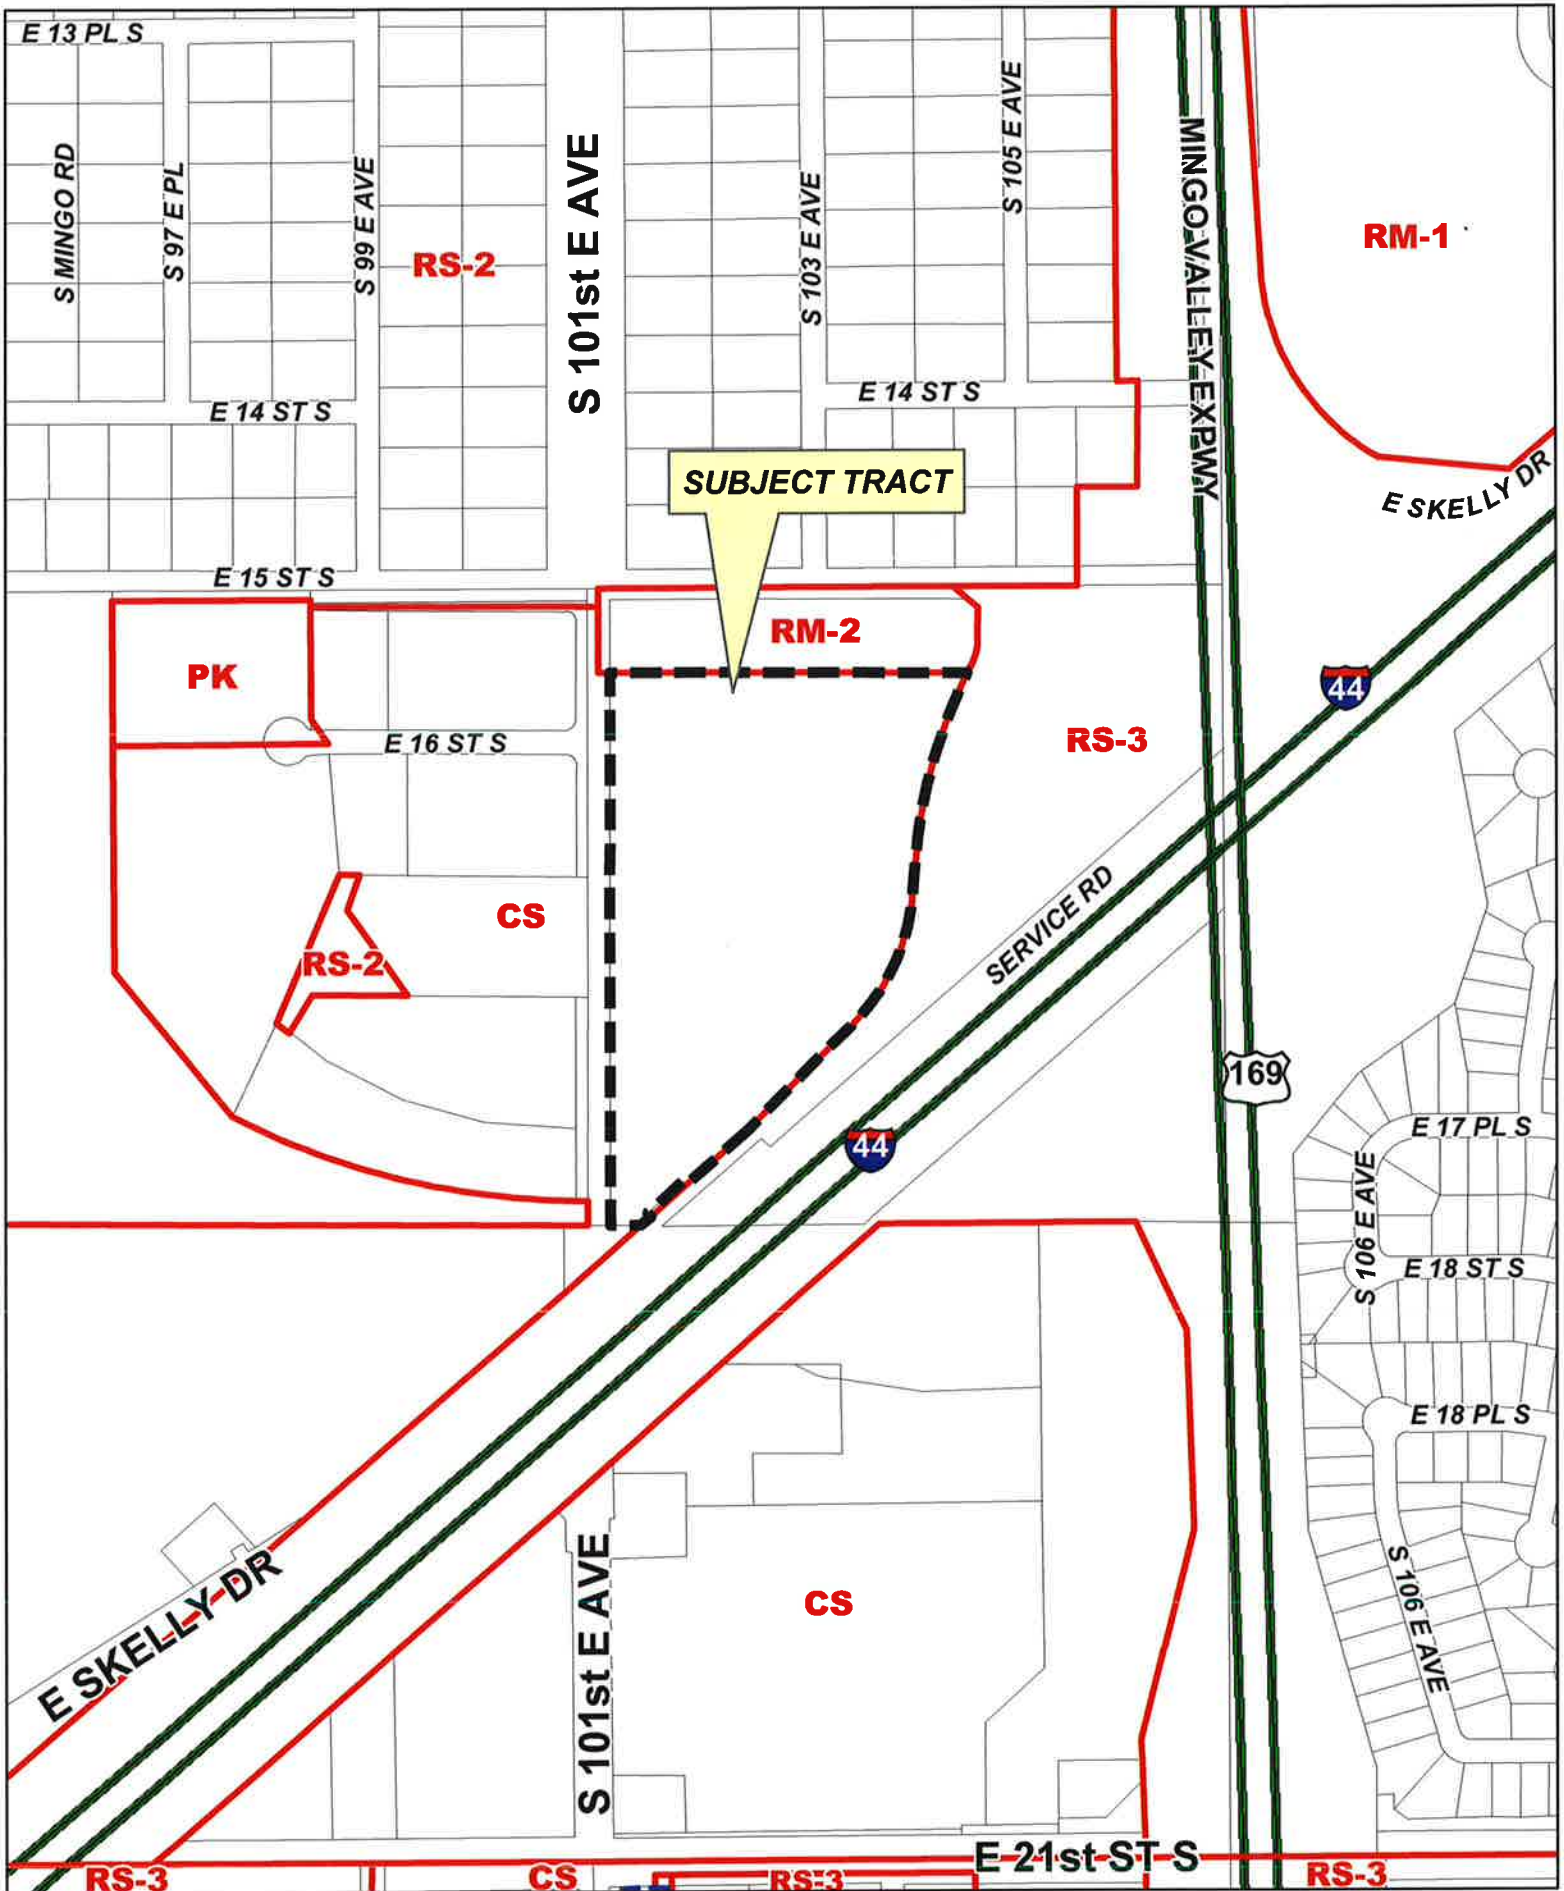 E 13 PL S
S MINGO RD
S 97 E PL
S 99 E AVE
RS-2
S 101st E AVE
S 103 E AVE
S 105 E AVE
MINGO VALLEY EXPWY
RM-1
E 14 ST S
E 14 ST S
SUBJECT TRACT
E SKELLY DR
E 15 ST S
RM-2
PK
44
E 16 ST S
RS-3
CS
SERVICE RD
RS-2
169
44
E 17 PL S
S 106 E AVE
E 18 ST S
E 18 PL S
E SKELLY DR
S 101st E AVE
CS
S 106 E AVE
E 21st ST S
RS-3
CS
RS-3
RS-3